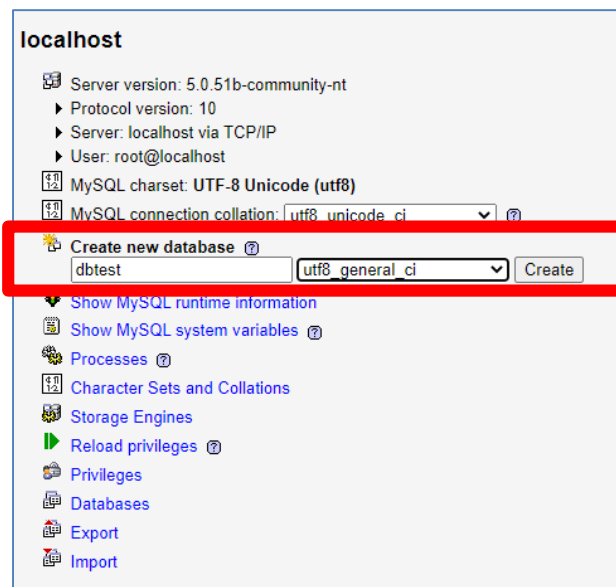 localhost
Server version: 5.0.51b-community-nt
Protocol version: 10
Server: localhost via TCP/IP
User: root@localhost
MySQL charset: UTF-8 Unicode (utf8)
MySQL connection collation: utf8_unicode_ci
Create new database
dbtest utf8_general_ci Create
Show MySQL runtime information
Show MySQL system variables
Processes
Character Sets and Collations
Storage Engines
Reload privileges
Privileges
Databases
Export
Import